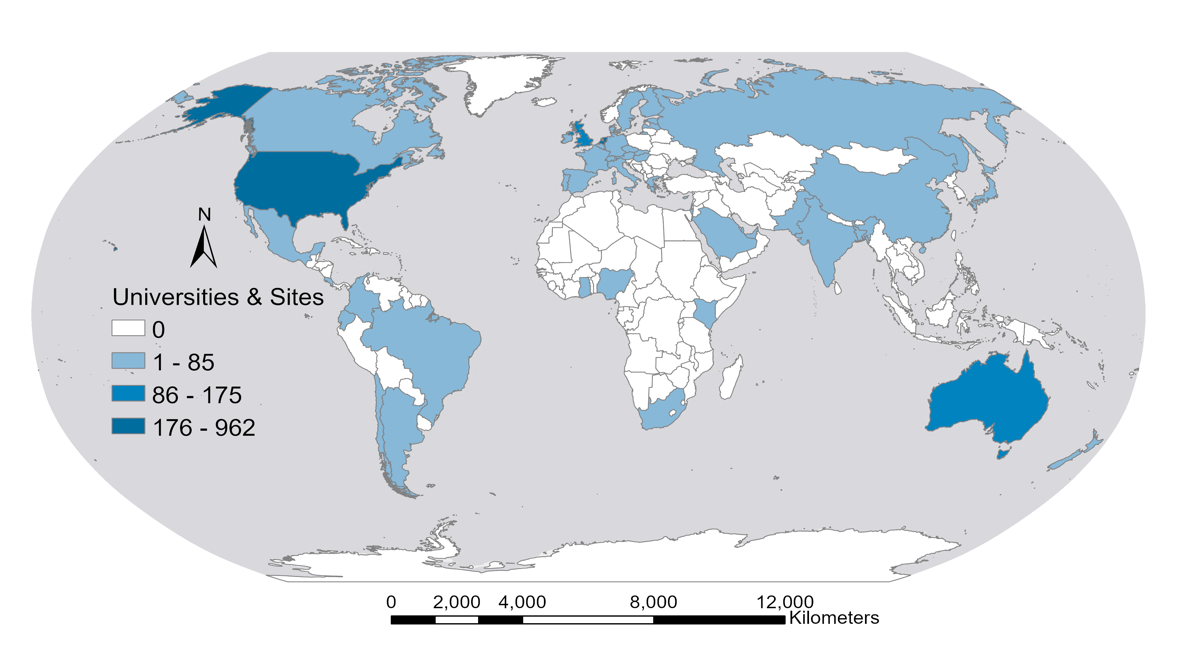 N
Universities & Sites
0
1 - 85
86 - 175
176 - 962
0 2,000 4,000 8,000 12,000
Kilometers